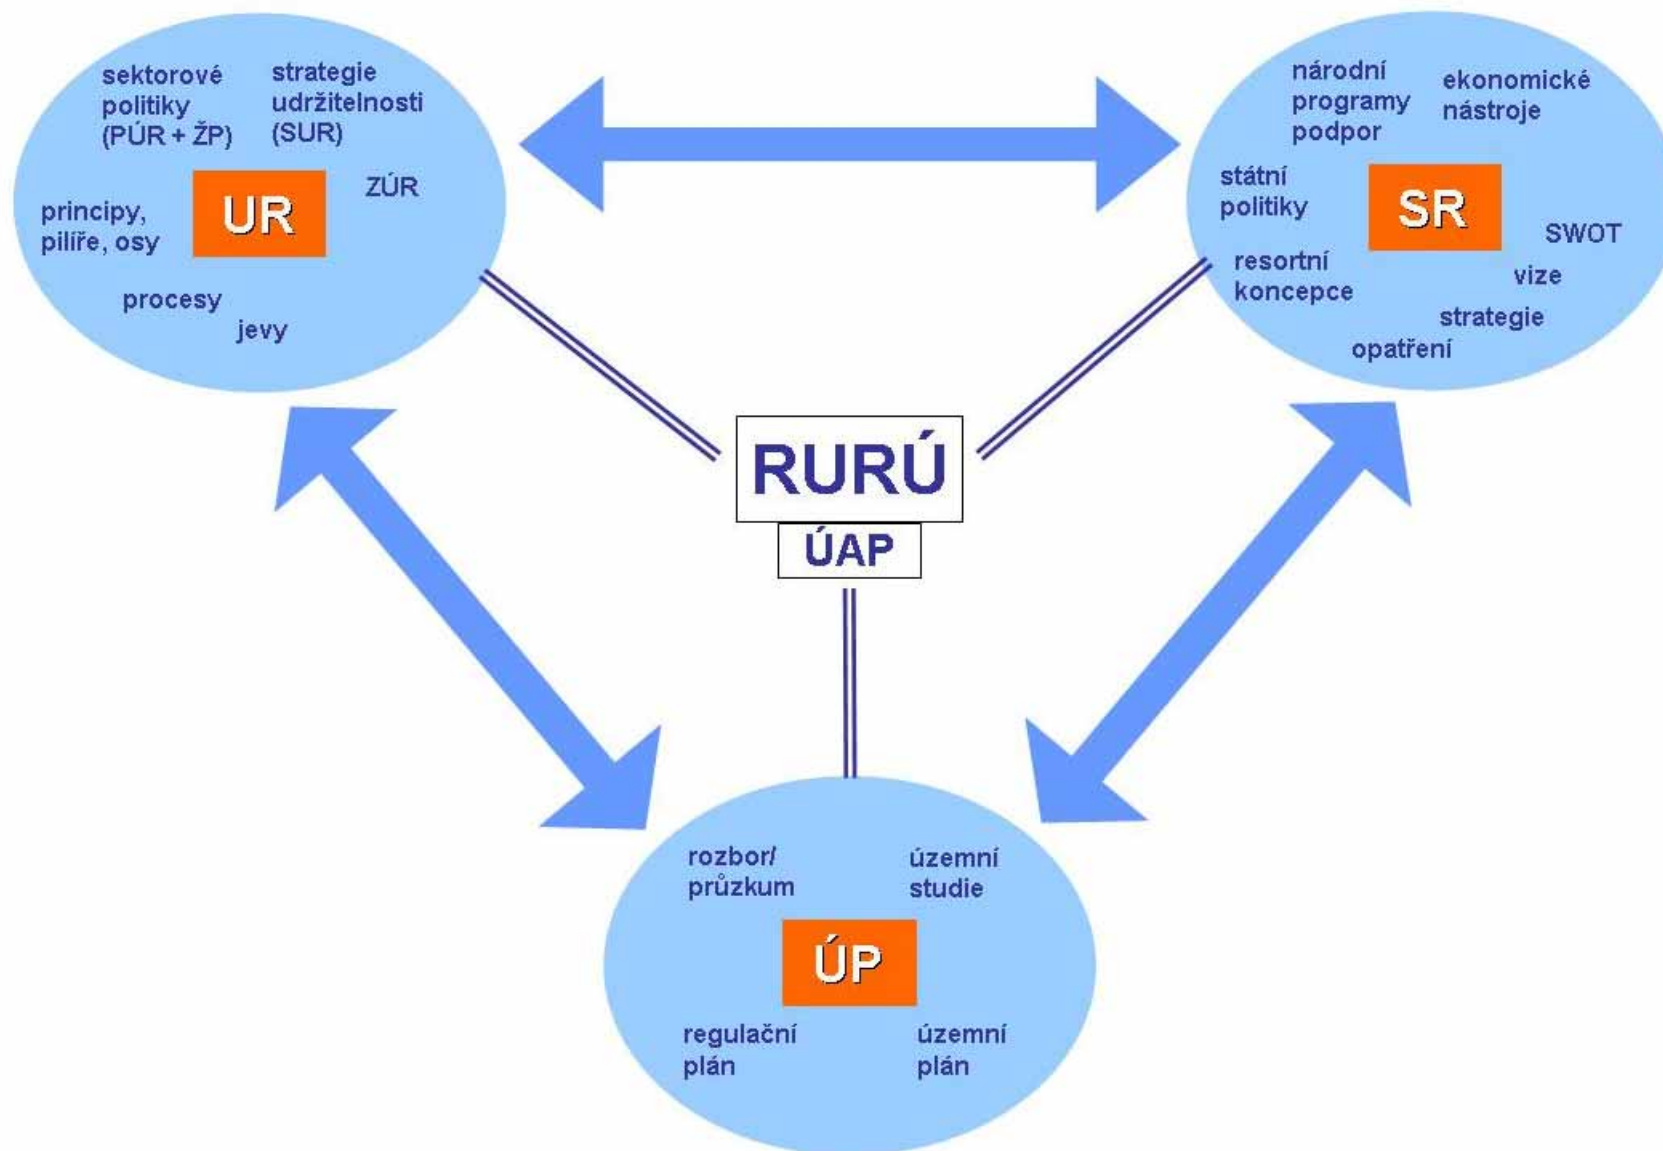 sektorové
politiky
(PÚR + ŽP)
strategie
udržitelnosti
(SUR)
ZÚR
UR
principy,
pilíře, osy
procesy
jevy
národní
programy
podpor
ekonomické
nástroje
státní
politiky
SR
SWOT
resortní
koncepce
vize
strategie
opatření
RURÚ
ÚAP
rozbor/
průzkum
územní
studie
ÚP
regulační
plán
územní
plán